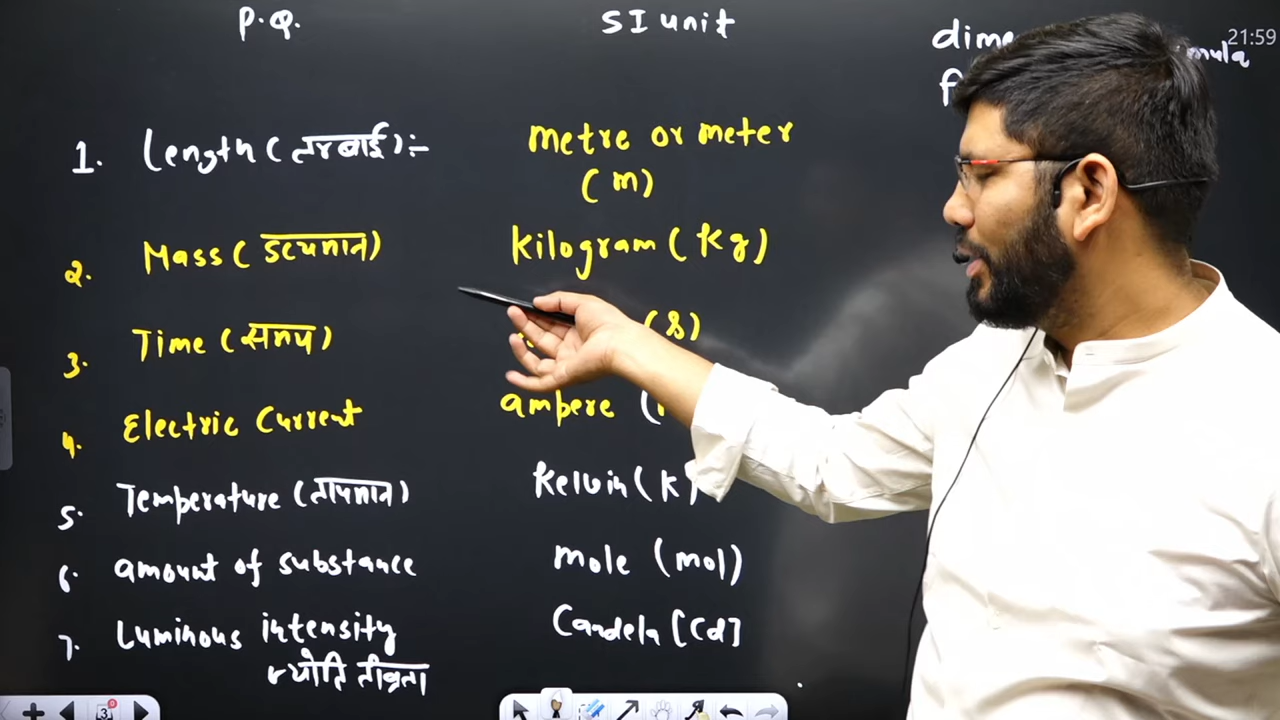 P.Q. SI unit dime
21:59
mula
1. Length (लम्बाई) :- metre or meter
(m)
2. Mass ( द्रव्यमान) kilogram ( kg )
3. Time ( समय ) (s)
4. Electric Current ampere (
5. Temperature (तापमान) Kelvin (K)
6. amount of substance mole (mol)
7. Luminous intensity Candela [Cd]
ज्योति तीव्रता
3